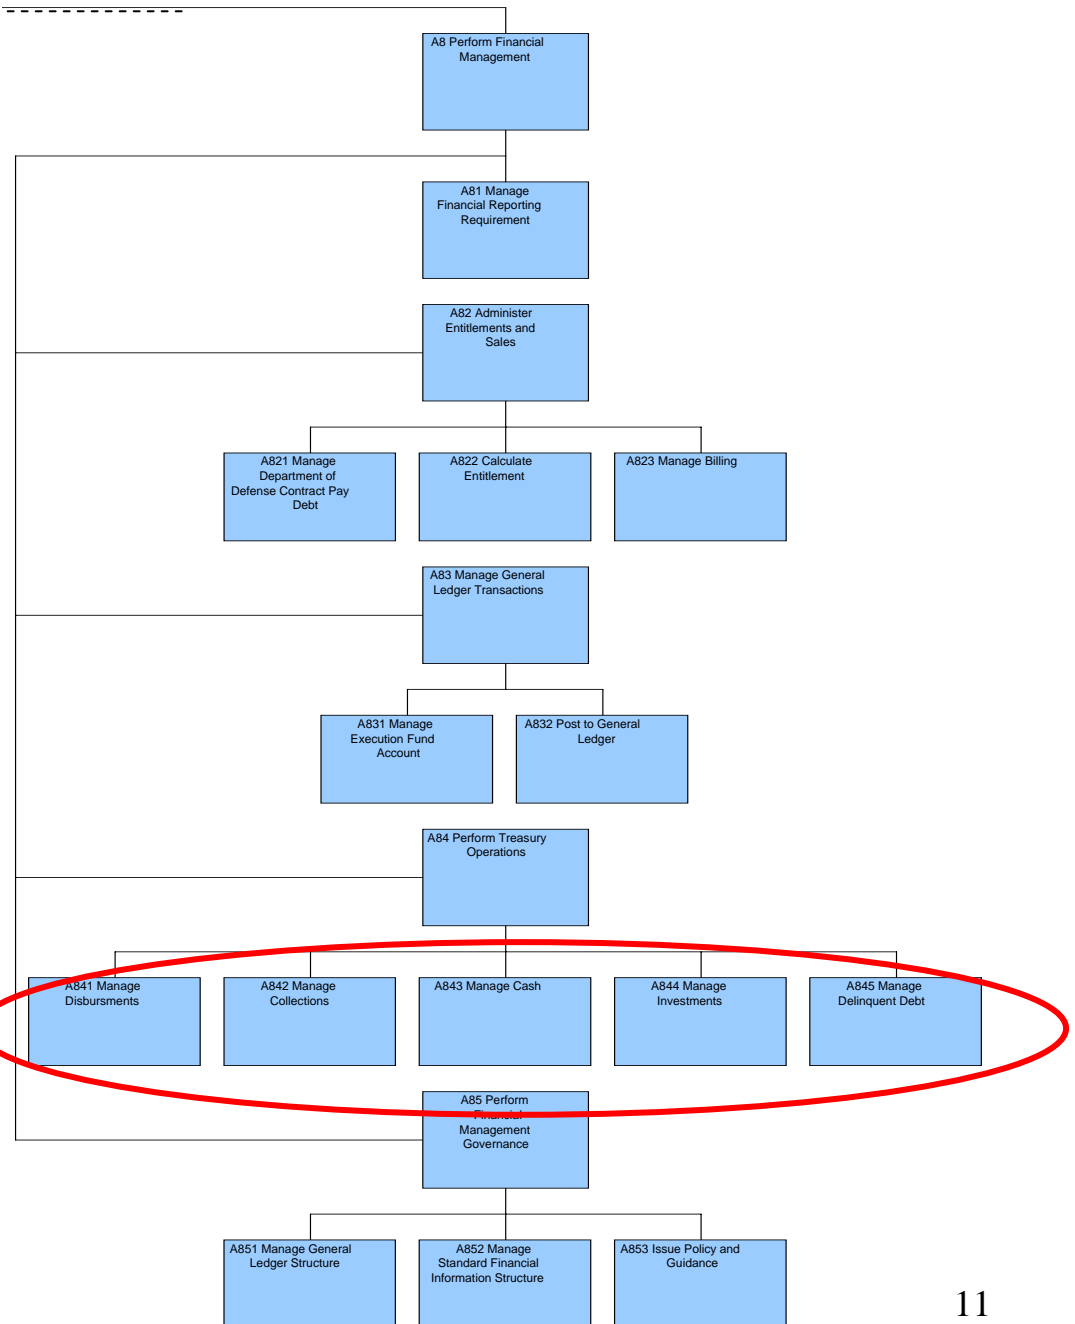 A8 Perform Financial
Management
A81 Manage
Financial Reporting
Requirement
A82 Administer
Entitlements and
Sales
A821 Manage
Department of
Defense Contract Pay
Debt
A822 Calculate
Entitlement
A823 Manage Billing
A83 Manage General
Ledger Transactions
A831 Manage
Execution Fund
Account
A832 Post to General
Ledger
A84 Perform Treasury
Operations
A841 Manage
Disbursments
A842 Manage
Collections
A843 Manage Cash
A844 Manage
Investments
A845 Manage
Delinquent Debt
A85 Perform
Financial
Management
Governance
A851 Manage General
Ledger Structure
A852 Manage
Standard Financial
Information Structure
A853 Issue Policy and
Guidance
11